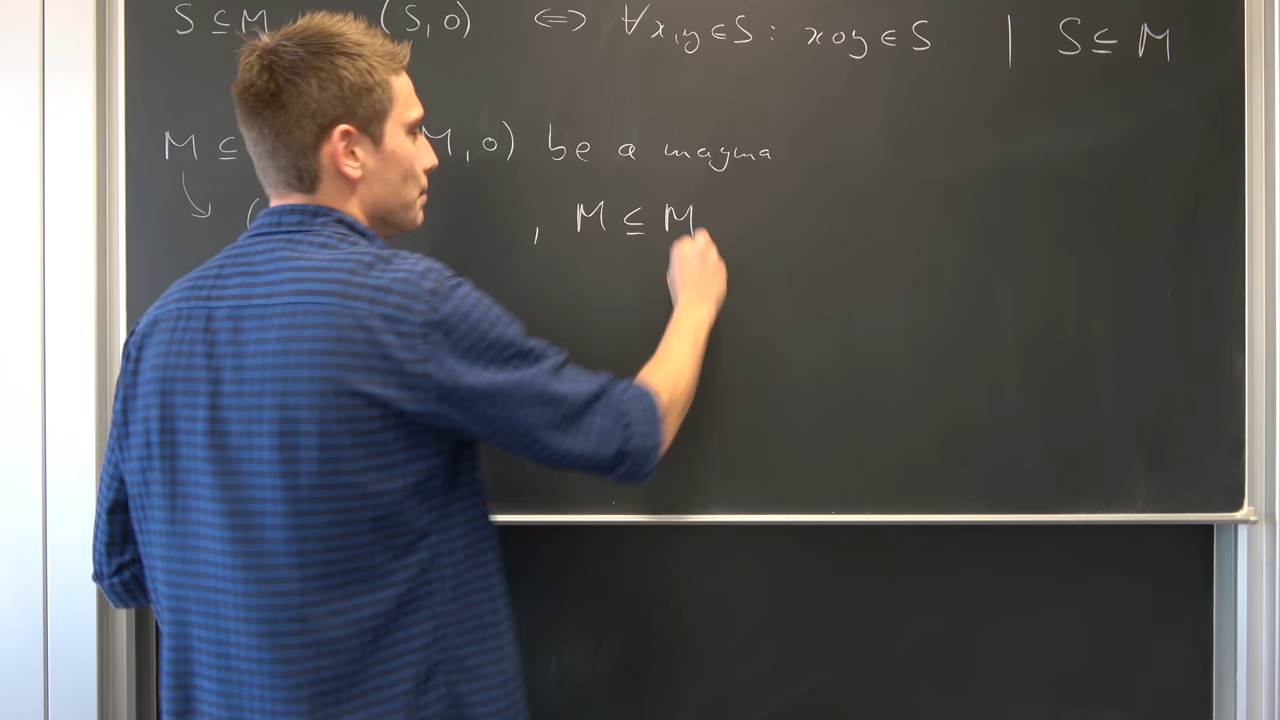 S ⊆ M (S, ∘) ⟺ ∀x,y∈S: x∘y∈S | S ⊆ M
M ⊆ M, ∘) be a magma
( , M ⊆ M